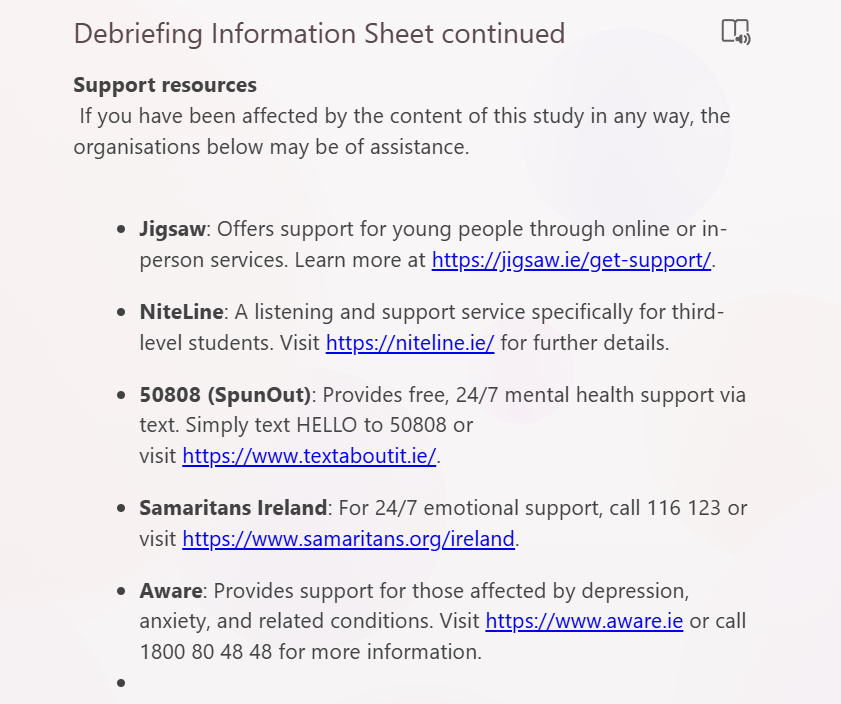 Debriefing Information Sheet continued
Support resources
If you have been affected by the content of this study in any way, the
organisations below may be of assistance.
• Jigsaw: Offers support for young people through online or in-
person services. Learn more at https://jigsaw.ie/get-support/.
• NiteLine: A listening and support service specifically for third-
level students. Visit https://niteline.ie/ for further details.
• 50808 (SpunOut): Provides free, 24/7 mental health support via
text. Simply text HELLO to 50808 or
visit https://www.textaboutit.ie/.
• Samaritans Ireland: For 24/7 emotional support, call 116 123 or
visit https://www.samaritans.org/ireland.
• Aware: Provides support for those affected by depression,
anxiety, and related conditions. Visit https://www.aware.ie or call
1800 80 48 48 for more information.
•